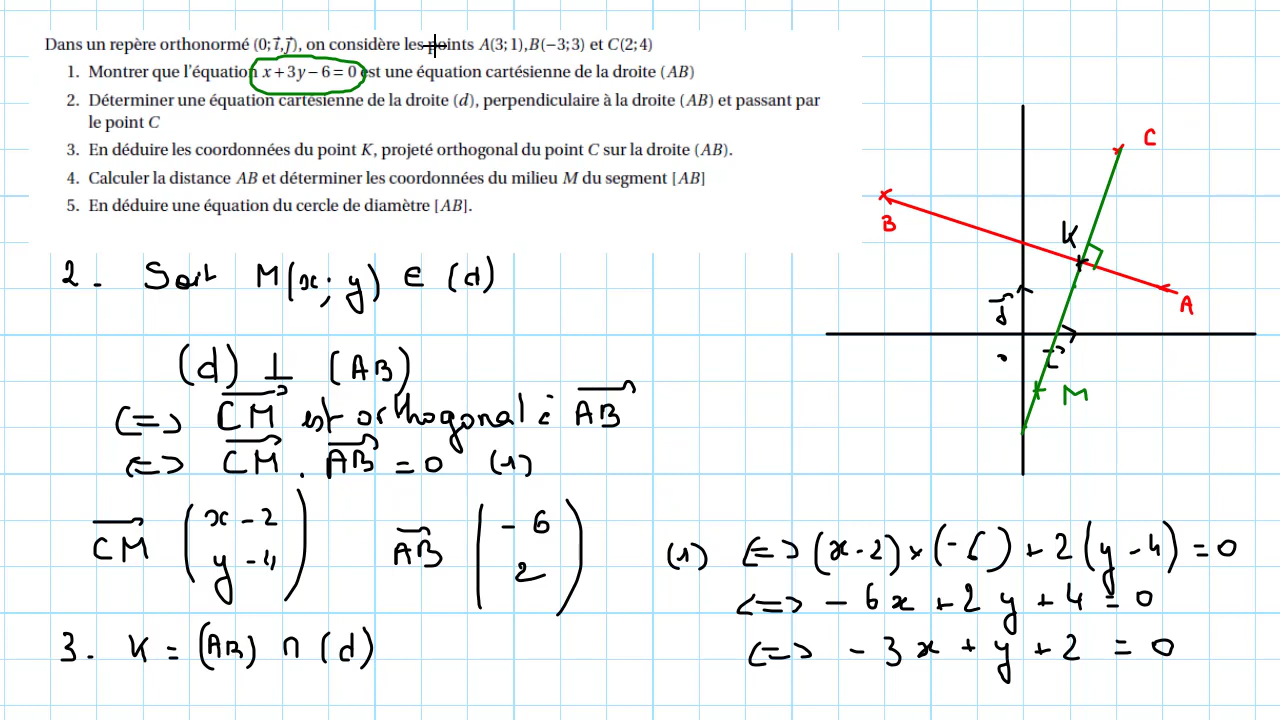 Dans un repère orthonormé (0; i⃗, j⃗), on considère les points A(3; 1), B(−3; 3) et C(2; 4)
1. Montrer que l'équation x + 3y − 6 = 0 est une équation cartésienne de la droite (AB)
2. Déterminer une équation cartésienne de la droite (d), perpendiculaire à la droite (AB) et passant par
le point C
3. En déduire les coordonnées du point K, projeté orthogonal du point C sur la droite (AB).
4. Calculer la distance AB et déterminer les coordonnées du milieu M du segment [AB]
5. En déduire une équation du cercle de diamètre [AB].
C
B
K
A
j⃗
i⃗
M
2. Soit M(x; y) ∈ (d)
(d) ⊥ (AB)
<=> CM⃗ est orthogonal à AB⃗
<=> CM⃗ . AB⃗ = 0 (1)
CM⃗ (x - 2
y - 4) AB⃗ (- 6
2)
3. K = (AB) ∩ (d)
(1) <=> (x - 2) × (-6) + 2(y - 4) = 0
<=> - 6x + 2y + 4 = 0
<=> - 3x + y + 2 = 0